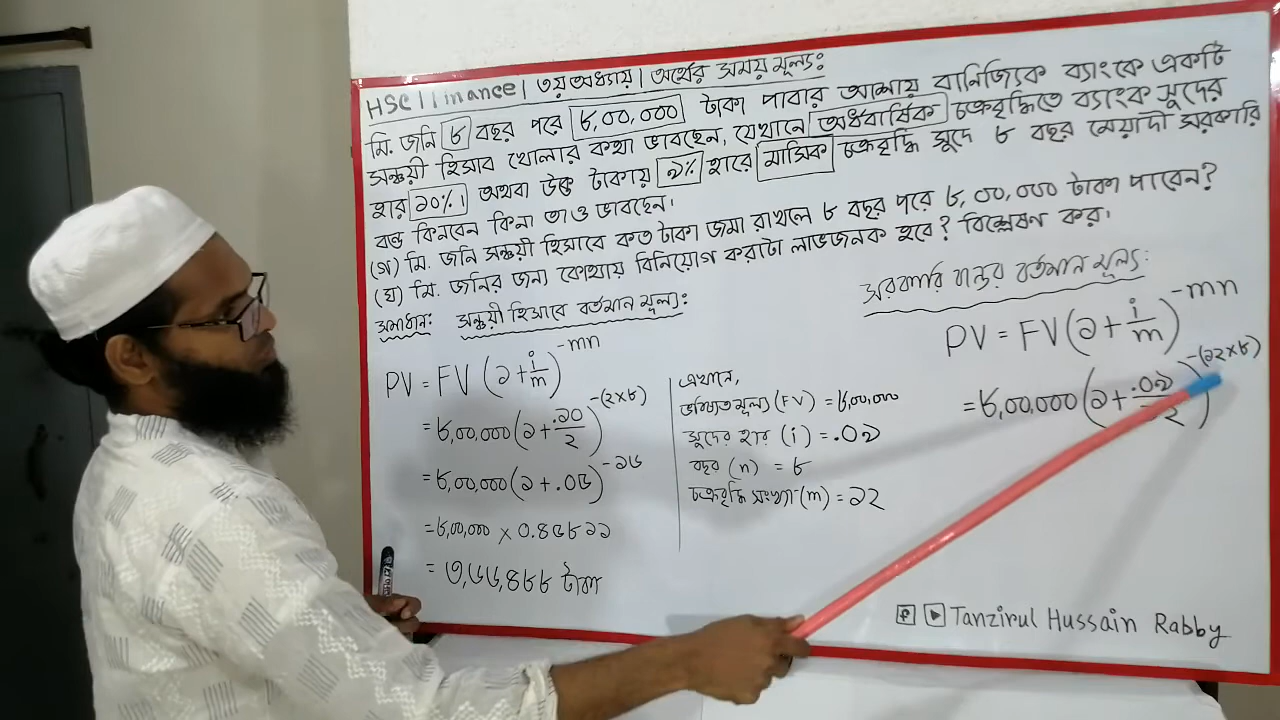 HSC | Finance | ৩য় অধ্যায় | অর্থের সময় মূল্য:
মি. জনি ৮ বছর পরে ৮,০০,০০০ টাকা পাবার আশায় বানিজ্যিক ব্যাংকে একটি
সঞ্চয়ী হিসাব খোলার কথা ভাবছেন, যেখানে অর্ধবার্ষিক চক্রবৃদ্ধিতে ব্যাংক সুদের
হার ১০%। অথবা উক্ত টাকায় ৯% হারে মাসিক চক্রবৃদ্ধি সুদে ৮ বছর মেয়াদী সরকারি
বন্ড কিনবেন কিনা তাও ভাবছেন।
(গ) মি. জনি সঞ্চয়ী হিসাবে কত টাকা জমা রাখলে ৮ বছর পরে ৮,০০,০০০ টাকা পাবেন?
(ঘ) মি. জনির জন্য কোথায় বিনিয়োগ করাটা লাভজনক হবে? বিশ্লেষণ কর।
সমাধান: সঞ্চয়ী হিসাবে বর্তমান মূল্য:
PV = FV (১ + i/m)^-mn
= ৮,০০,০০০ (১ + .১০/২)^-(২×৮)
= ৮,০০,০০০ (১ + .০৫)^-১৬
= ৮,০০,০০০ × ০.৪৫৮১১
= ৩,৬৬,৪৮৮ টাকা
এখানে,
ভবিষ্যত মূল্য (FV) = ৮,০০,০০০
সুদের হার (i) = .০৯
বছর (n) = ৮
চক্রবৃদ্ধি সংখ্যা (m) = ১২
সরকারি বন্ডের বর্তমান মূল্য:
PV = FV (১ + i/m)^-mn
= ৮,০০,০০০ (১ + .০৯/১২)^-(১২×৮)
Tanzirul Hussain Rabby